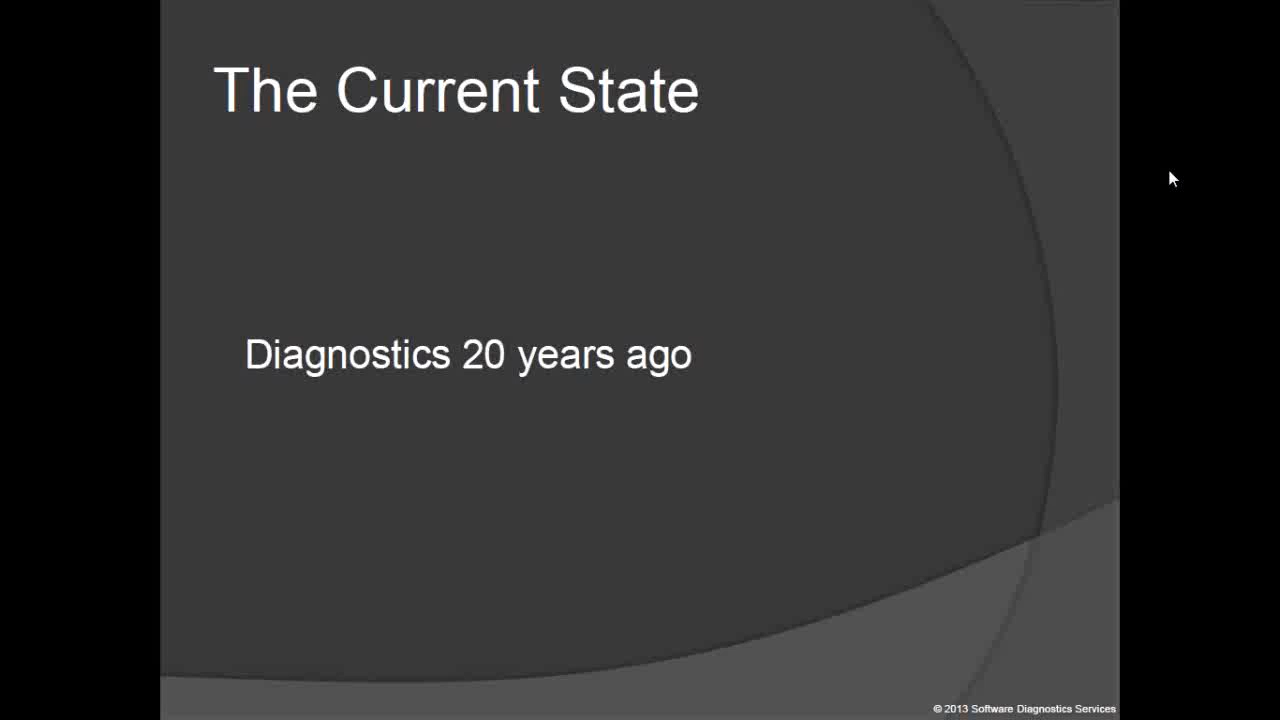 The Current State
Diagnostics 20 years ago
© 2013 Software Diagnostics Services